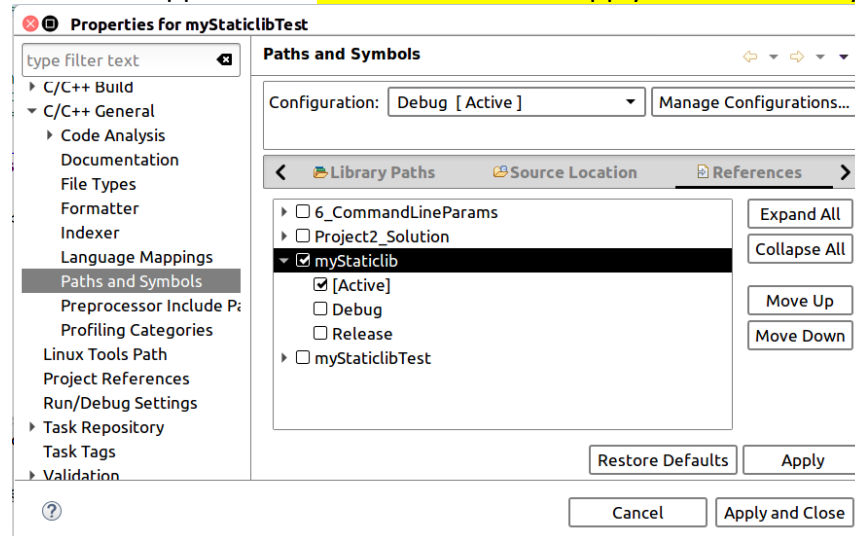 Properties for myStaticlibTest
type filter text
Paths and Symbols
C/C++ Build
C/C++ General
Code Analysis
Documentation
File Types
Formatter
Indexer
Language Mappings
Paths and Symbols
Preprocessor Include Pa
Profiling Categories
Linux Tools Path
Project References
Run/Debug Settings
Task Repository
Task Tags
Validation
Configuration: Debug [ Active ] Manage Configurations...
Library Paths Source Location References
6_CommandLineParams
Project2_Solution
myStaticlib
[Active]
Debug
Release
myStaticlibTest
Expand All
Collapse All
Move Up
Move Down
Restore Defaults Apply
Cancel Apply and Close